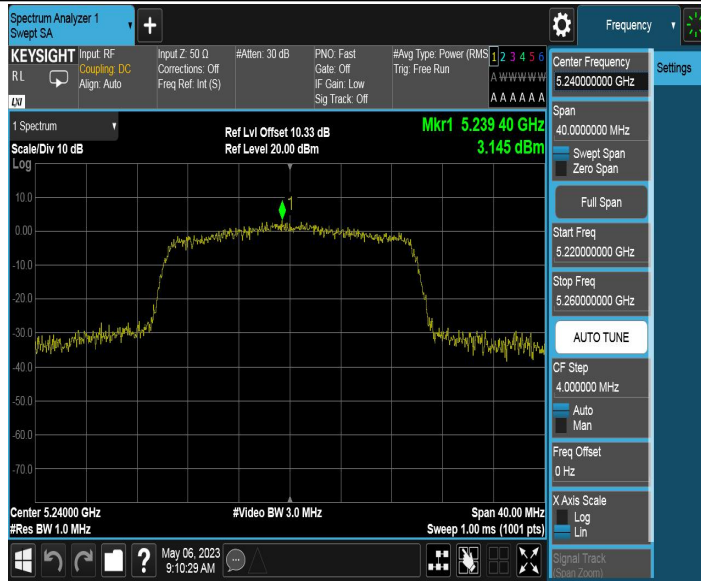 Spectrum Analyzer 1
Swept SA
+
Frequency
KEYSIGHT
RL
LXI
Input: RF
Coupling: DC
Align: Auto
Input Z: 50 Ω
Corrections: Off
Freq Ref: Int (S)
#Atten: 30 dB
PNO: Fast
Gate: Off
IF Gain: Low
Sig Track: Off
#Avg Type: Power (RMS
Trig: Free Run
1 2 3 4 5 6
A W W W W W
A A A A A A
Center Frequency
5.240000000 GHz
Settings
Span
40.0000000 MHz
Swept Span
Zero Span
Full Span
Start Freq
5.220000000 GHz
Stop Freq
5.260000000 GHz
AUTO TUNE
CF Step
4.000000 MHz
Auto
Man
Freq Offset
0 Hz
X Axis Scale
Log
Lin
Signal Track
(Span Zoom)
1 Spectrum
Scale/Div 10 dB
Log
Ref Lvl Offset 10.33 dB
Ref Level 20.00 dBm
Mkr1 5.239 40 GHz
3.145 dBm
1
10.0
0.00
-10.0
-20.0
-30.0
-40.0
-50.0
-60.0
-70.0
Center 5.24000 GHz
#Res BW 1.0 MHz
#Video BW 3.0 MHz
Span 40.00 MHz
Sweep 1.00 ms (1001 pts)
?
May 06, 2023
9:10:29 AM